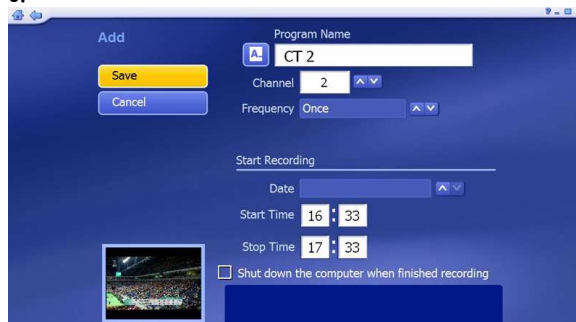 Add
Program Name
A.. CT 2
Save
Channel 2
Cancel
Frequency Once
Start Recording
Date
Start Time 16 : 33
Stop Time 17 : 33
Shut down the computer when finished recording